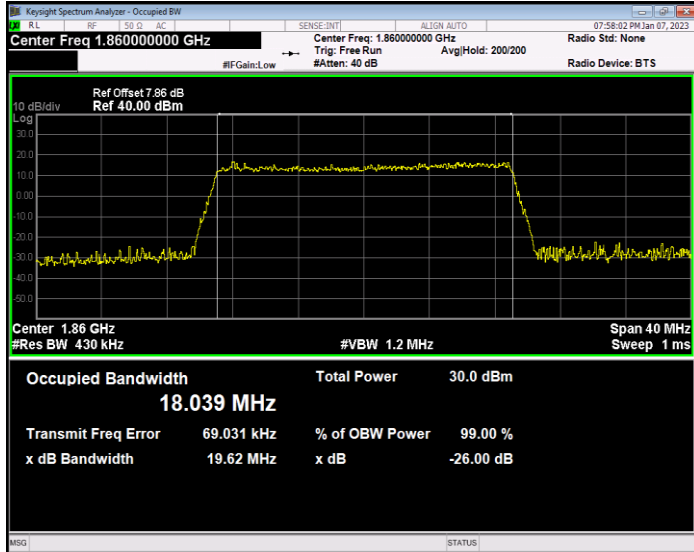 Keysight Spectrum Analyzer - Occupied BW
RL RF 50 Ω AC SENSE:INT ALIGN AUTO 07:58:02 PM Jan 07, 2023
Center Freq 1.860000000 GHz
Center Freq: 1.860000000 GHz Radio Std: None
Trig: Free Run Avg|Hold: 200/200
#IFGain:Low #Atten: 40 dB Radio Device: BTS
Ref Offset 7.86 dB
10 dB/div Ref 40.00 dBm
Log
30.0
20.0
10.0
0.00
-10.0
-20.0
-30.0
-40.0
-50.0
Center 1.86 GHz Span 40 MHz
#Res BW 430 kHz #VBW 1.2 MHz Sweep 1 ms
Occupied Bandwidth Total Power 30.0 dBm
18.039 MHz
Transmit Freq Error 69.031 kHz % of OBW Power 99.00 %
x dB Bandwidth 19.62 MHz x dB -26.00 dB
MSG STATUS